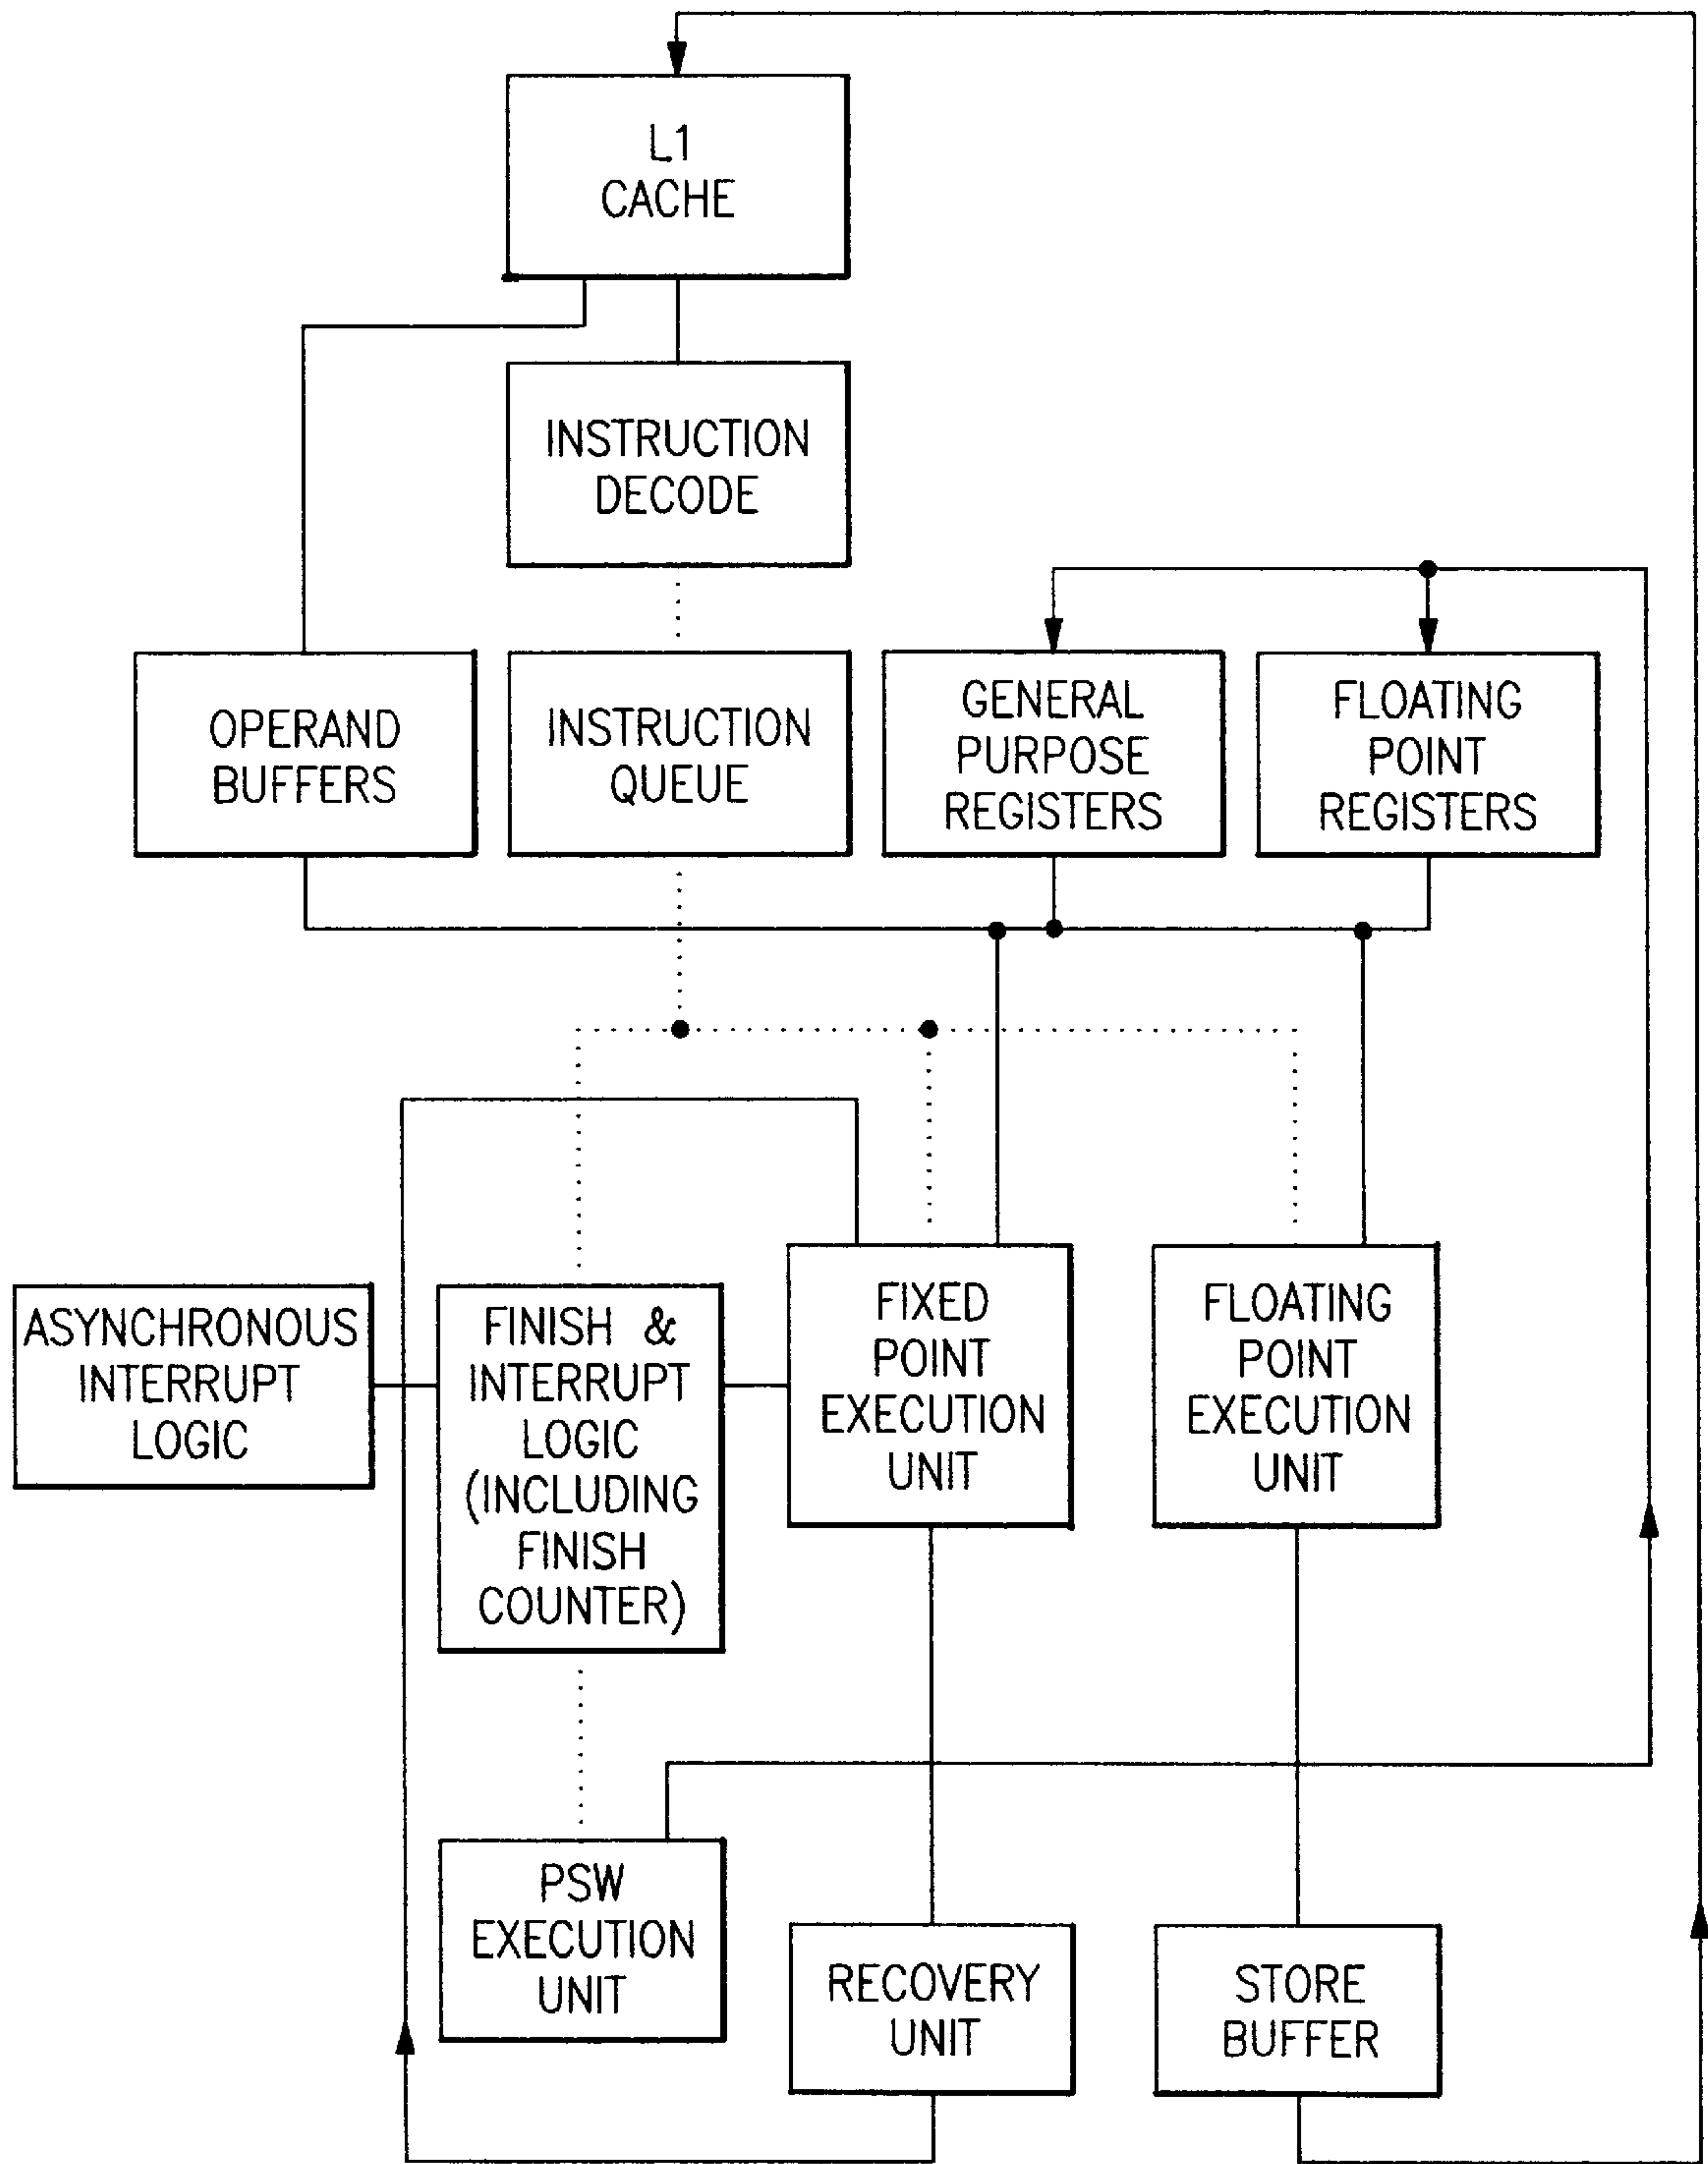 L1
CACHE
INSTRUCTION
DECODE
OPERAND
BUFFERS
INSTRUCTION
QUEUE
GENERAL
PURPOSE
REGISTERS
FLOATING
POINT
REGISTERS
ASYNCHRONOUS
INTERRUPT
LOGIC
FINISH &
INTERRUPT
LOGIC
(INCLUDING
FINISH
COUNTER)
FIXED
POINT
EXECUTION
UNIT
FLOATING
POINT
EXECUTION
UNIT
PSW
EXECUTION
UNIT
RECOVERY
UNIT
STORE
BUFFER